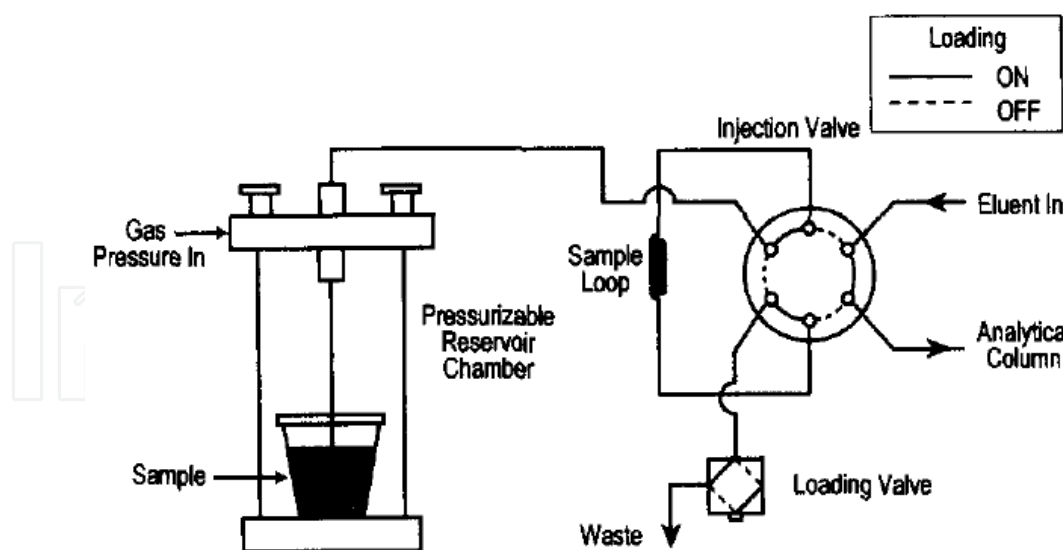 Loading
ON
OFF
Injection Valve
Gas
Pressure In
Eluent In
Sample
Loop
Pressurizable
Reservoir
Chamber
Analytical
Column
Sample
Loading Valve
Waste